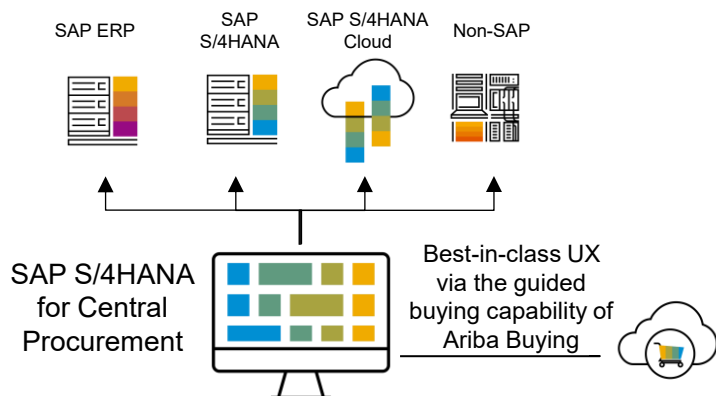 SAP ERP
SAP
S/4HANA
SAP S/4HANA
Cloud
Non-SAP
SAP S/4HANA
for Central
Procurement
Best-in-class UX
via the guided
buying capability of
Ariba Buying